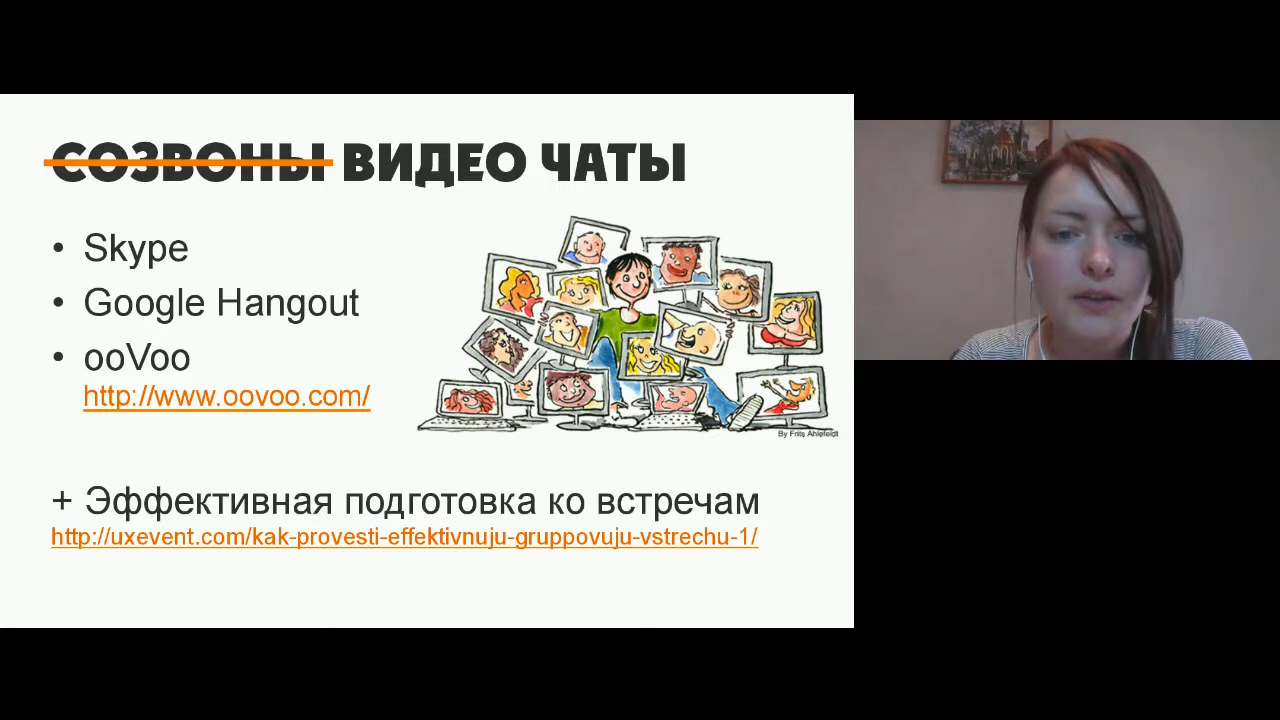 СОЗВОНЫ ВИДЕО ЧАТЫ
• Skype
• Google Hangout
• ooVoo
http://www.oovoo.com/
By Frits Ahlefeldt
+ Эффективная подготовка ко встречам
http://uxevent.com/kak-provesti-effektivnuju-gruppovuju-vstrechu-1/